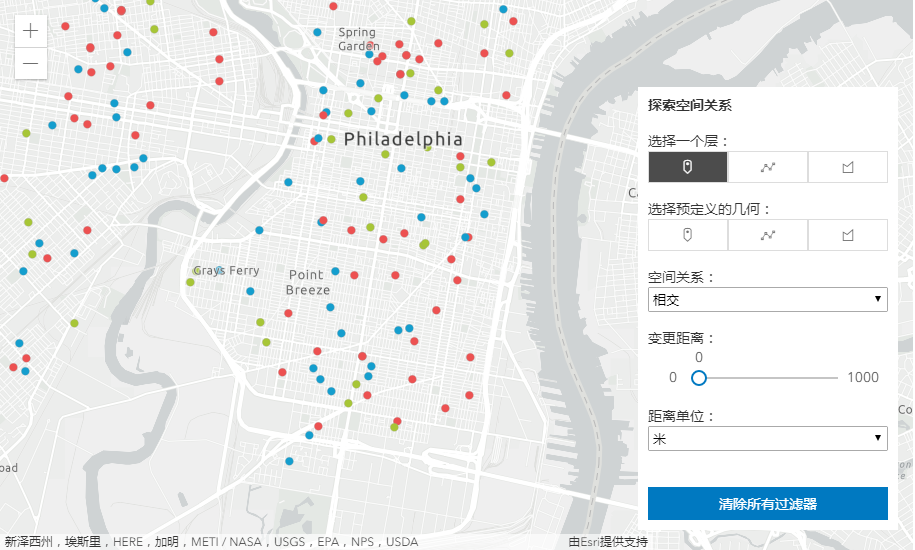 Spring
Garden
Philadelphia
Grays Ferry
Point
Breeze
探索空间关系
选择一个层：
选择预定义的几何：
空间关系：
相交
变更距离：
0
0
1000
距离单位：
米
清除所有过滤器
oad
新泽西州，埃斯里，HERE，加明，METI / NASA，USGS，EPA，NPS，USDA
由Esri提供支持